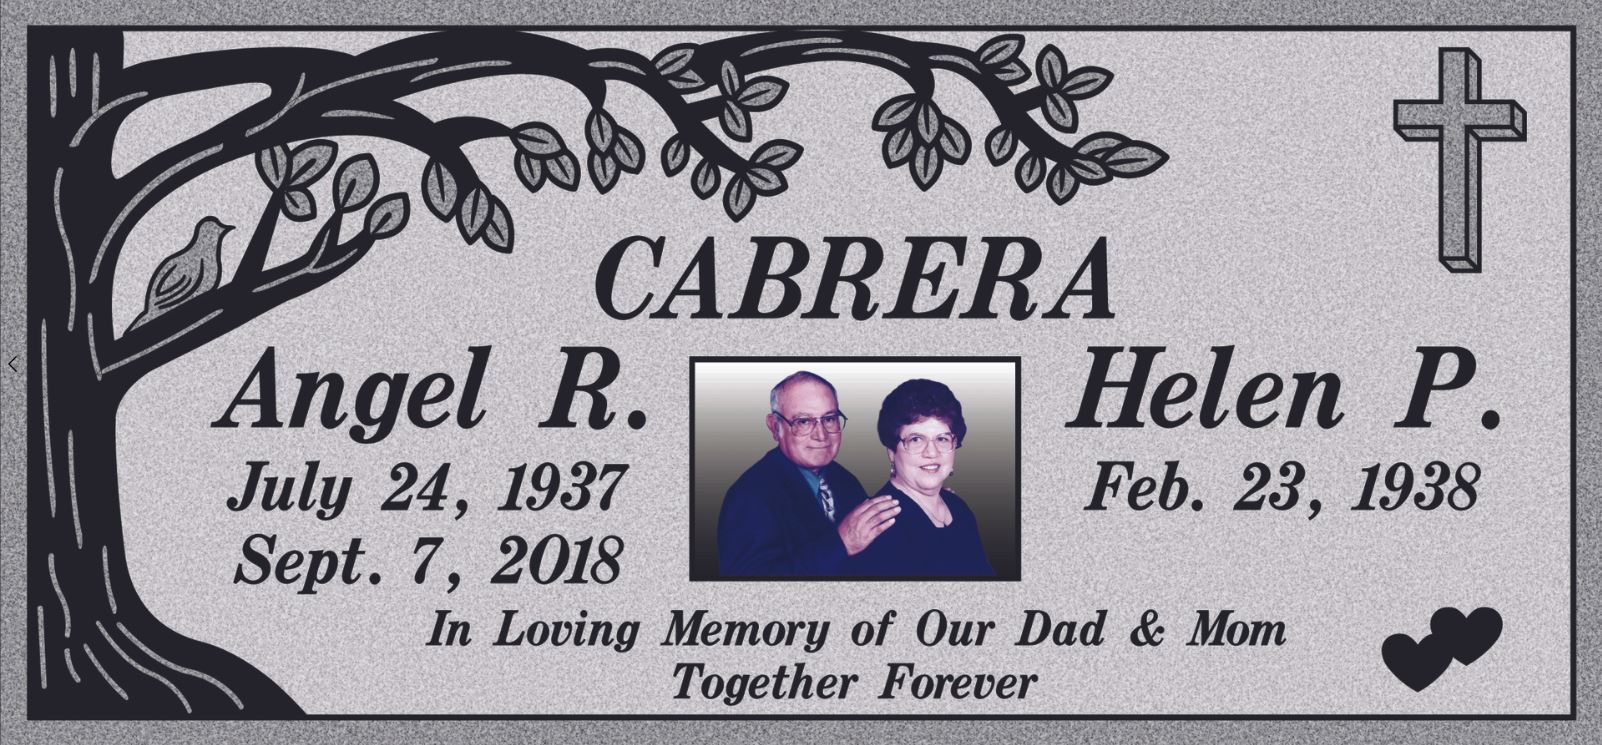 CABRERA
Angel R.
July 24, 1937
Sept. 7, 2018
Helen P.
Feb. 23, 1938
In Loving Memory of Our Dad & Mom
Together Forever